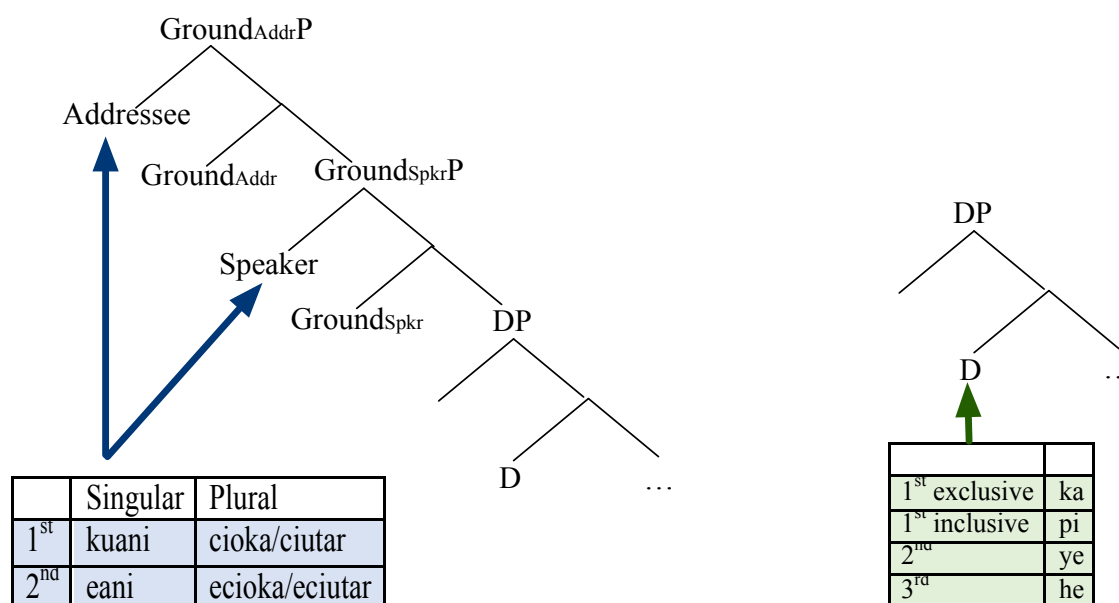 GroundAddrP
Addressee
GroundAddr GroundSpkrP
Speaker
GroundSpkr DP
D …
Singular Plural
1st kuani cioka/ciutar
2nd eani ecioka/eciutar
DP
D …
1st exclusive ka
1st inclusive pi
2nd ye
3rd he